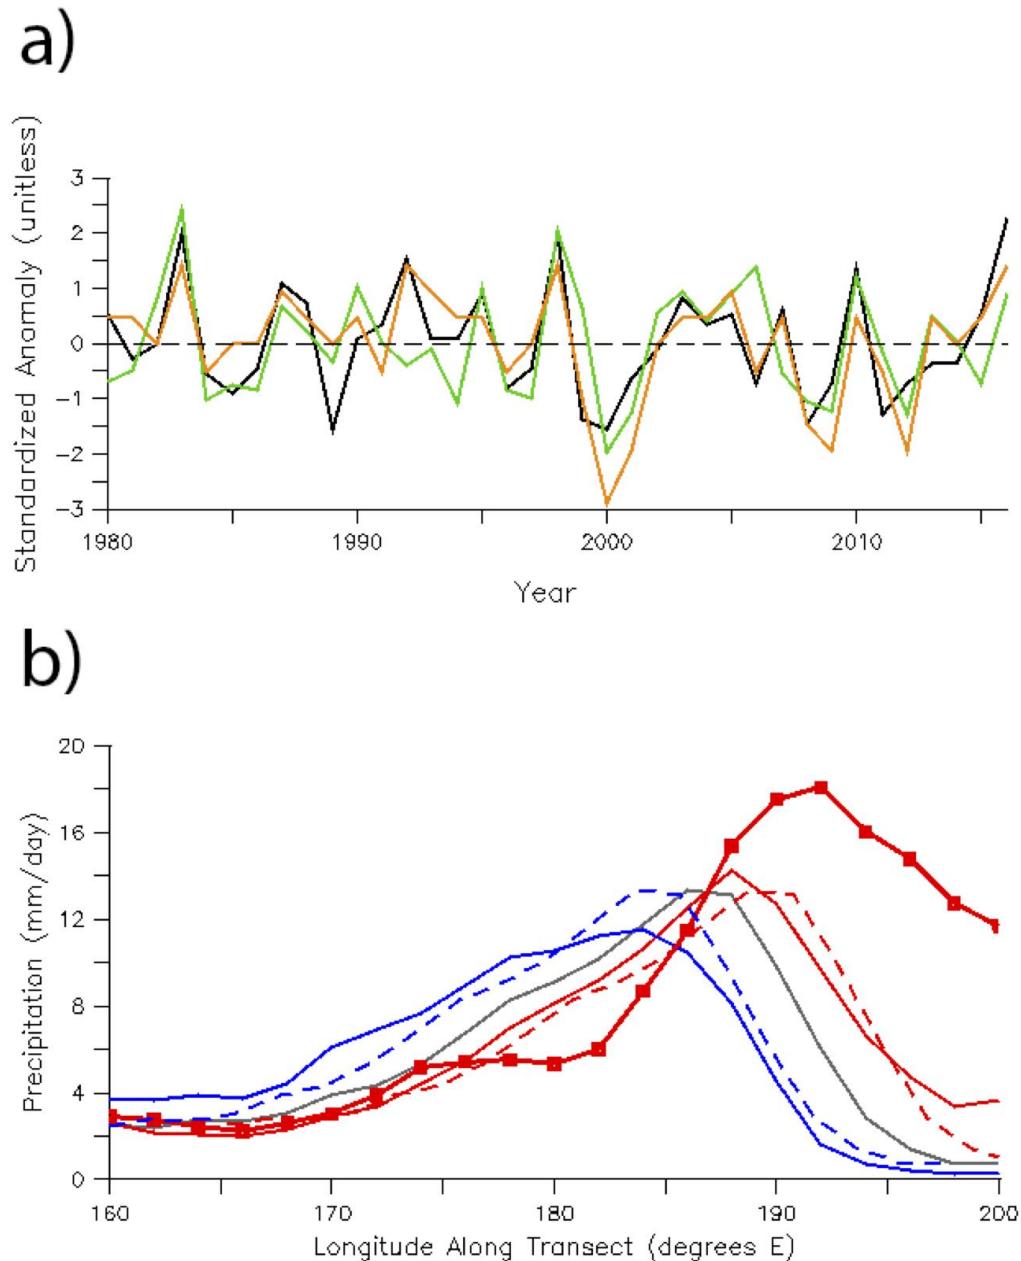 a)
Standardized Anomaly (unitless)
3
2
1
0
-1
-2
-3
1980 1990 2000 2010
Year
b)
Precipitation (mm/day)
20
16
12
8
4
0
160 170 180 190 200
Longitude Along Transect (degrees E)